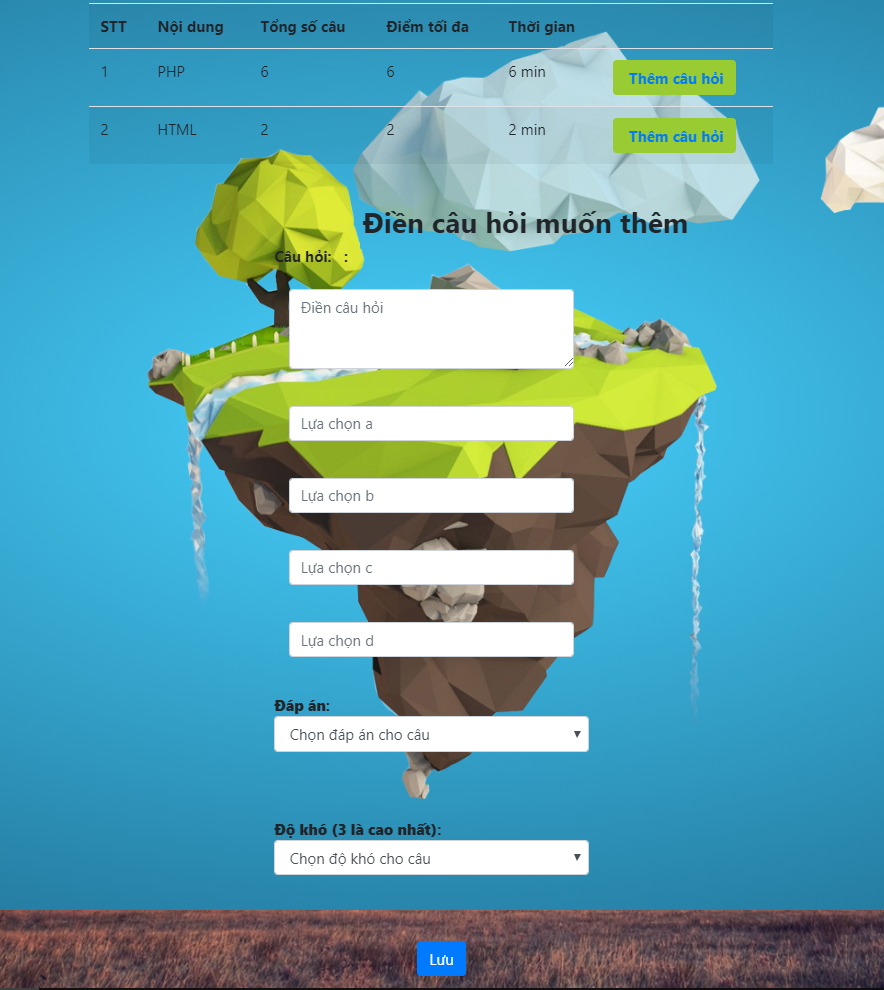 STT Nội dung Tổng số câu Điểm tối đa Thời gian
1 PHP 6 6 6 min Thêm câu hỏi
2 HTML 2 2 2 min Thêm câu hỏi
Điền câu hỏi muốn thêm
Câu hỏi: :
Điền câu hỏi
Lựa chọn a
Lựa chọn b
Lựa chọn c
Lựa chọn d
Đáp án:
Chọn đáp án cho câu
Độ khó (3 là cao nhất):
Chọn độ khó cho câu
Lưu